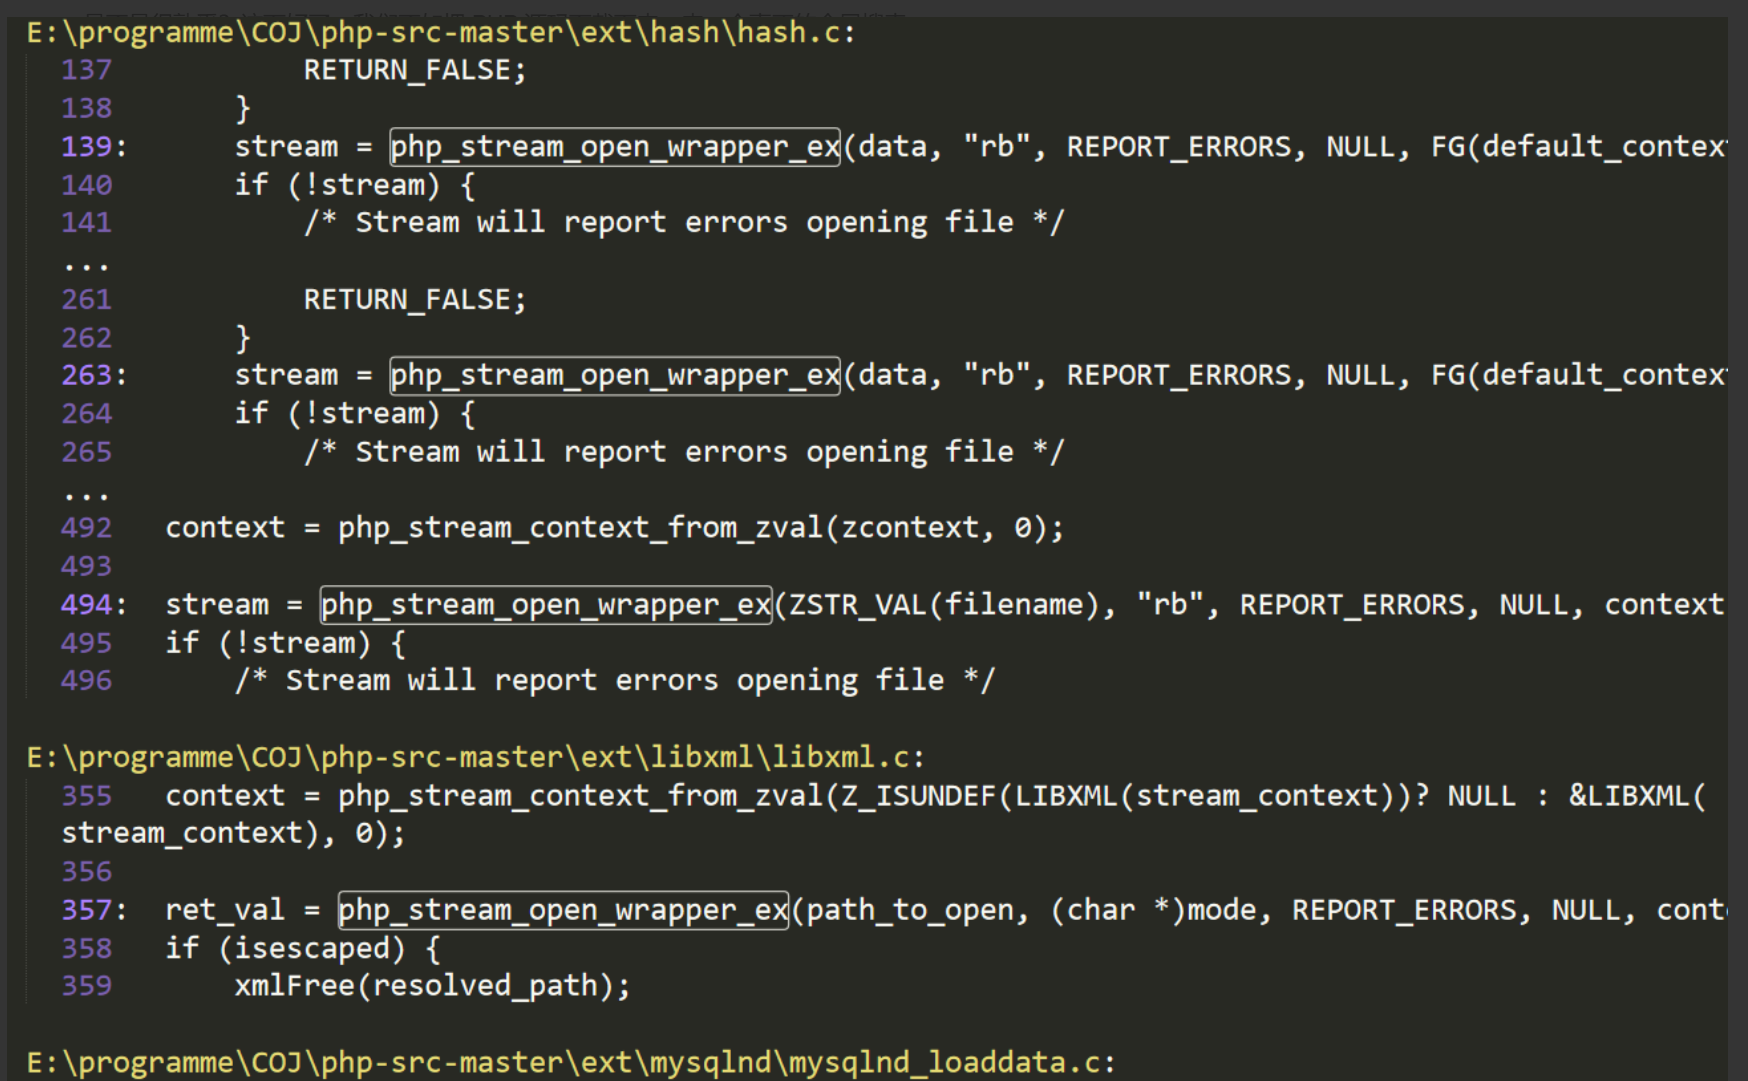 E:\programme\COJ\php-src-master\ext\hash\hash.c:
137 RETURN_FALSE;
138 }
139: stream = php_stream_open_wrapper_ex(data, "rb", REPORT_ERRORS, NULL, FG(default_contex
140 if (!stream) {
141 /* Stream will report errors opening file */
...
261 RETURN_FALSE;
262 }
263: stream = php_stream_open_wrapper_ex(data, "rb", REPORT_ERRORS, NULL, FG(default_contex
264 if (!stream) {
265 /* Stream will report errors opening file */
...
492 context = php_stream_context_from_zval(zcontext, 0);
493
494: stream = php_stream_open_wrapper_ex(ZSTR_VAL(filename), "rb", REPORT_ERRORS, NULL, context
495 if (!stream) {
496 /* Stream will report errors opening file */
E:\programme\COJ\php-src-master\ext\libxml\libxml.c:
355 context = php_stream_context_from_zval(Z_ISUNDEF(LIBXML(stream_context))? NULL : &LIBXML(
stream_context), 0);
356
357: ret_val = php_stream_open_wrapper_ex(path_to_open, (char *)mode, REPORT_ERRORS, NULL, cont
358 if (isescaped) {
359 xmlFree(resolved_path);
E:\programme\COJ\php-src-master\ext\mysqlnd\mysqlnd_loaddata.c: